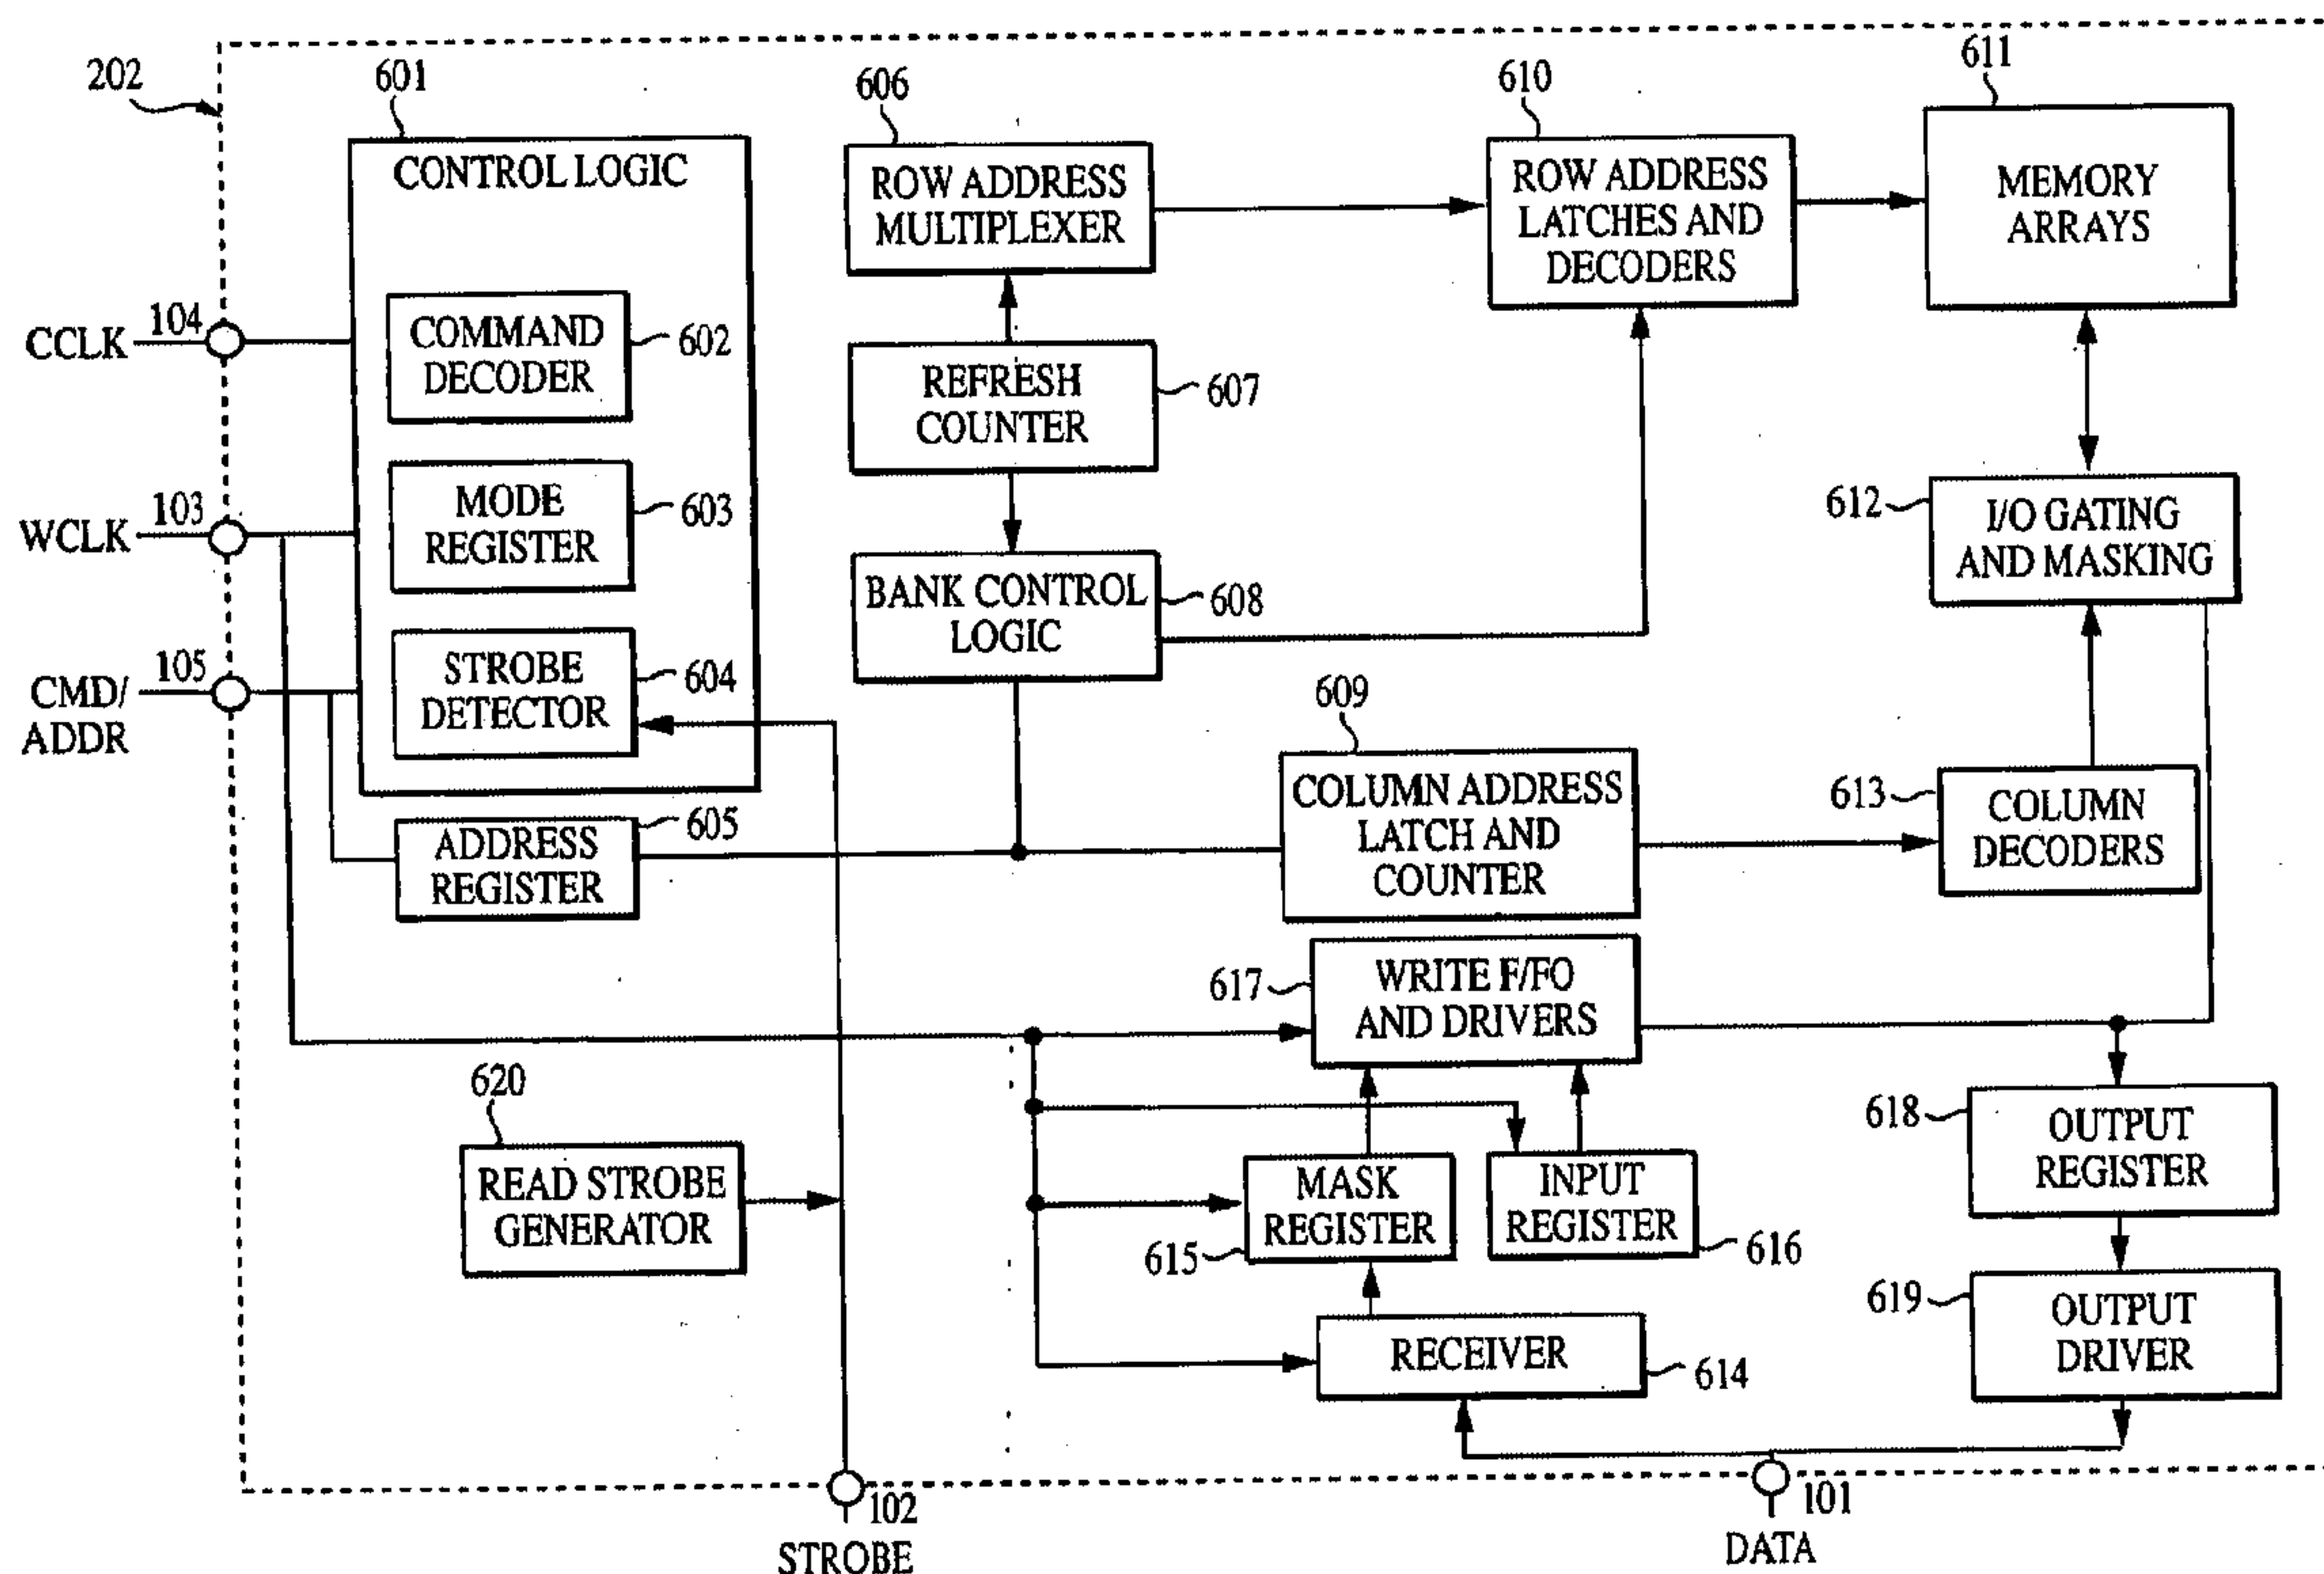 202
601
CONTROL LOGIC
COMMAND
DECODER
602
MODE
REGISTER
603
STROBE
DETECTOR
604
CCLK
104
WCLK
103
CMD/
ADDR
105
ADDRESS
REGISTER
605
606
ROW ADDRESS
MULTIPLEXER
REFRESH
COUNTER
607
BANK CONTROL
LOGIC
608
609
COLUMN ADDRESS
LATCH AND
COUNTER
610
ROW ADDRESS
LATCHES AND
DECODERS
611
MEMORY
ARRAYS
612
I/O GATING
AND MASKING
613
COLUMN
DECODERS
617
WRITE F/FO
AND DRIVERS
620
READ STROBE
GENERATOR
MASK
REGISTER
615
INPUT
REGISTER
616
RECEIVER
614
618
OUTPUT
REGISTER
619
OUTPUT
DRIVER
102
STROBE
101
DATA